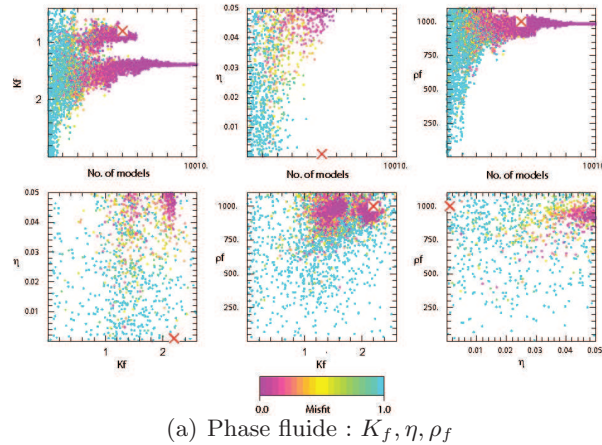 1
2
Kf
No. of models
10010.
0.05
0.04
0.03
0.02
0.01
η
No. of models
10010.
1000.
750.
500.
250.
ρf
No. of models
10010.
0.05
0.04
0.03
0.02
0.01
η
1
2
Kf
1000.
750.
500.
250.
ρf
1
2
Kf
1000.
750.
500.
250.
ρf
0.01
0.02
0.03
0.04
0.05
η
0.0
Misfit
1.0
(a) Phase fluide : K_f, η, ρ_f